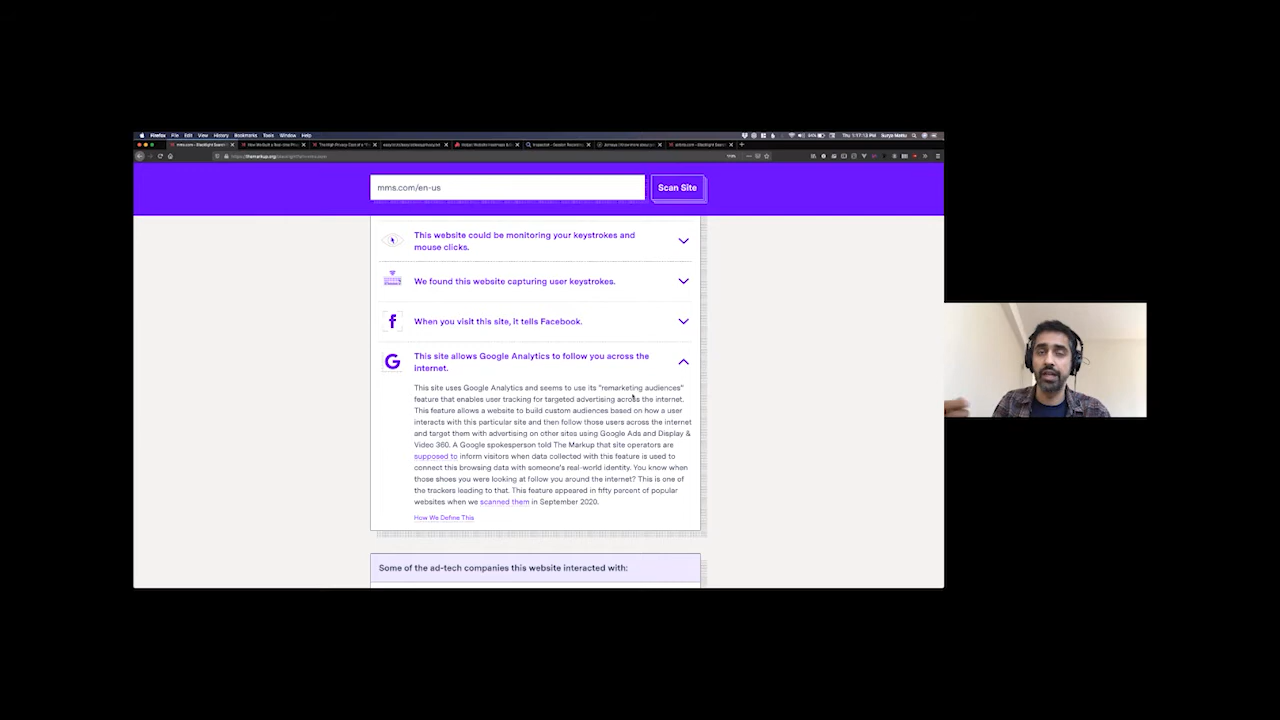 Firefox File Edit View History Bookmarks Tools Window Help
mms.com/en-us
Scan Site
This website could be monitoring your keystrokes and
mouse clicks.
We found this website capturing user keystrokes.
When you visit this site, it tells Facebook.
This site allows Google Analytics to follow you across the
internet.
This site uses Google Analytics and seems to use its "remarketing audiences"
feature that enables user tracking for targeted advertising across the internet.
This feature allows a website to build custom audiences based on how a user
interacts with this particular site and then follow those users across the internet
and target them with advertising on other sites using Google Ads and Display &
Video 360. A Google spokesperson told The Markup that site operators are
supposed to inform visitors when data collected with this feature is used to
connect this browsing data with someone's real-world identity. You know when
those shoes you were looking at follow you around the internet? This is one of
the trackers leading to that. This feature appeared in fifty percent of popular
websites when we scanned them in September 2020.
How We Define This
Some of the ad-tech companies this website interacted with: